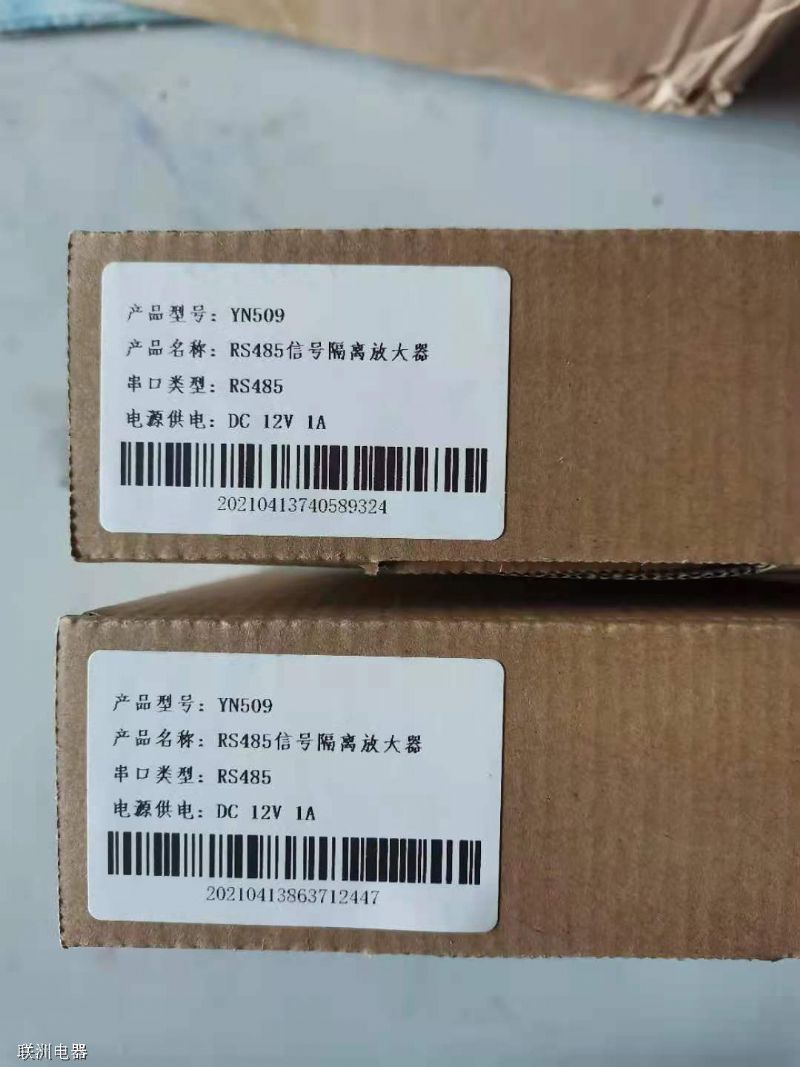 产品型号: YN509
产品名称: RS485信号隔离放大器
串口类型: RS485
电源供电: DC 12V 1A
20210413740589324
产品型号: YN509
产品名称: RS485信号隔离放大器
串口类型: RS485
电源供电: DC 12V 1A
20210413863712447
联洲电器